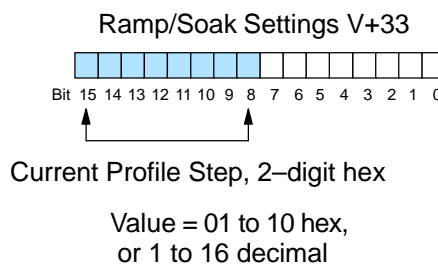 Ramp/Soak Settings V+33
Bit 15 14 13 12 11 10 9 8 7 6 5 4 3 2 1 0
Current Profile Step, 2–digit hex
Value = 01 to 10 hex,
or 1 to 16 decimal